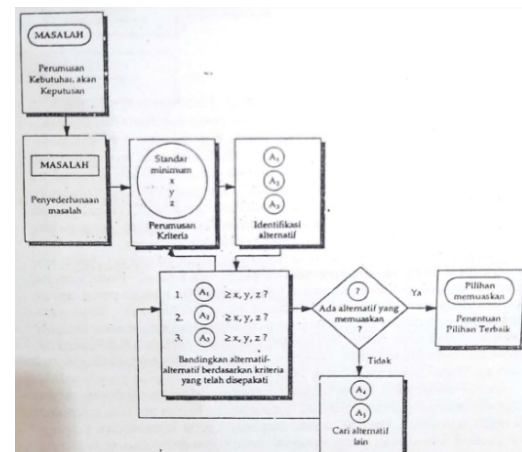 MASALAH
Perumusan
Kebutuhan akan
Keputusan
MASALAH
Penyederhanaan
masalah
Standar
minimum
x
y
z
Perumusan
Kriteria
A₁
A₂
A₃
Identifikasi
alternatif
1. A₁ ≥ x, y, z ?
2. A₂ ≥ x, y, z ?
3. A₃ ≥ x, y, z ?
Bandingkan alternatif-
alternatif berdasarkan kriteria
yang telah disepakati
?
Ada alternatif yang
memuaskan
?
Ya
Tidak
Pilihan
memuaskan
Penentuan
Pilihan Terbaik
A₄
A₅
Cari alternatif
lain